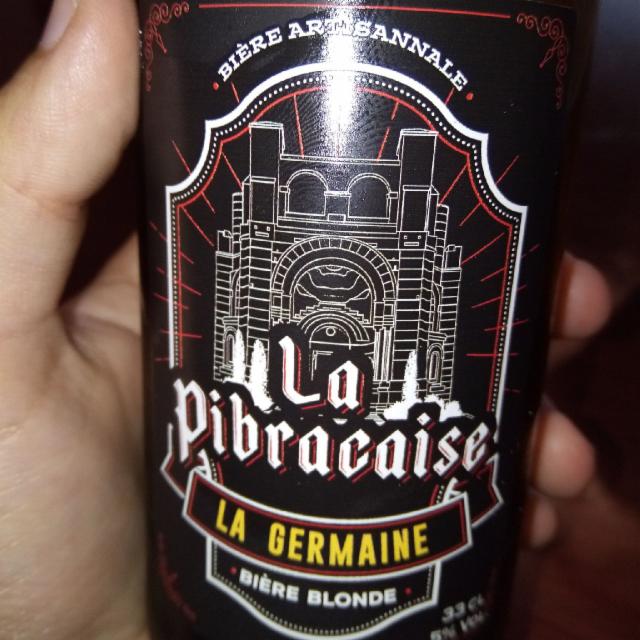 BIÈRE ARTISANNALE
La
Pibracaise
LA GERMAINE
BIÈRE BLONDE
33 CL
5% VOL